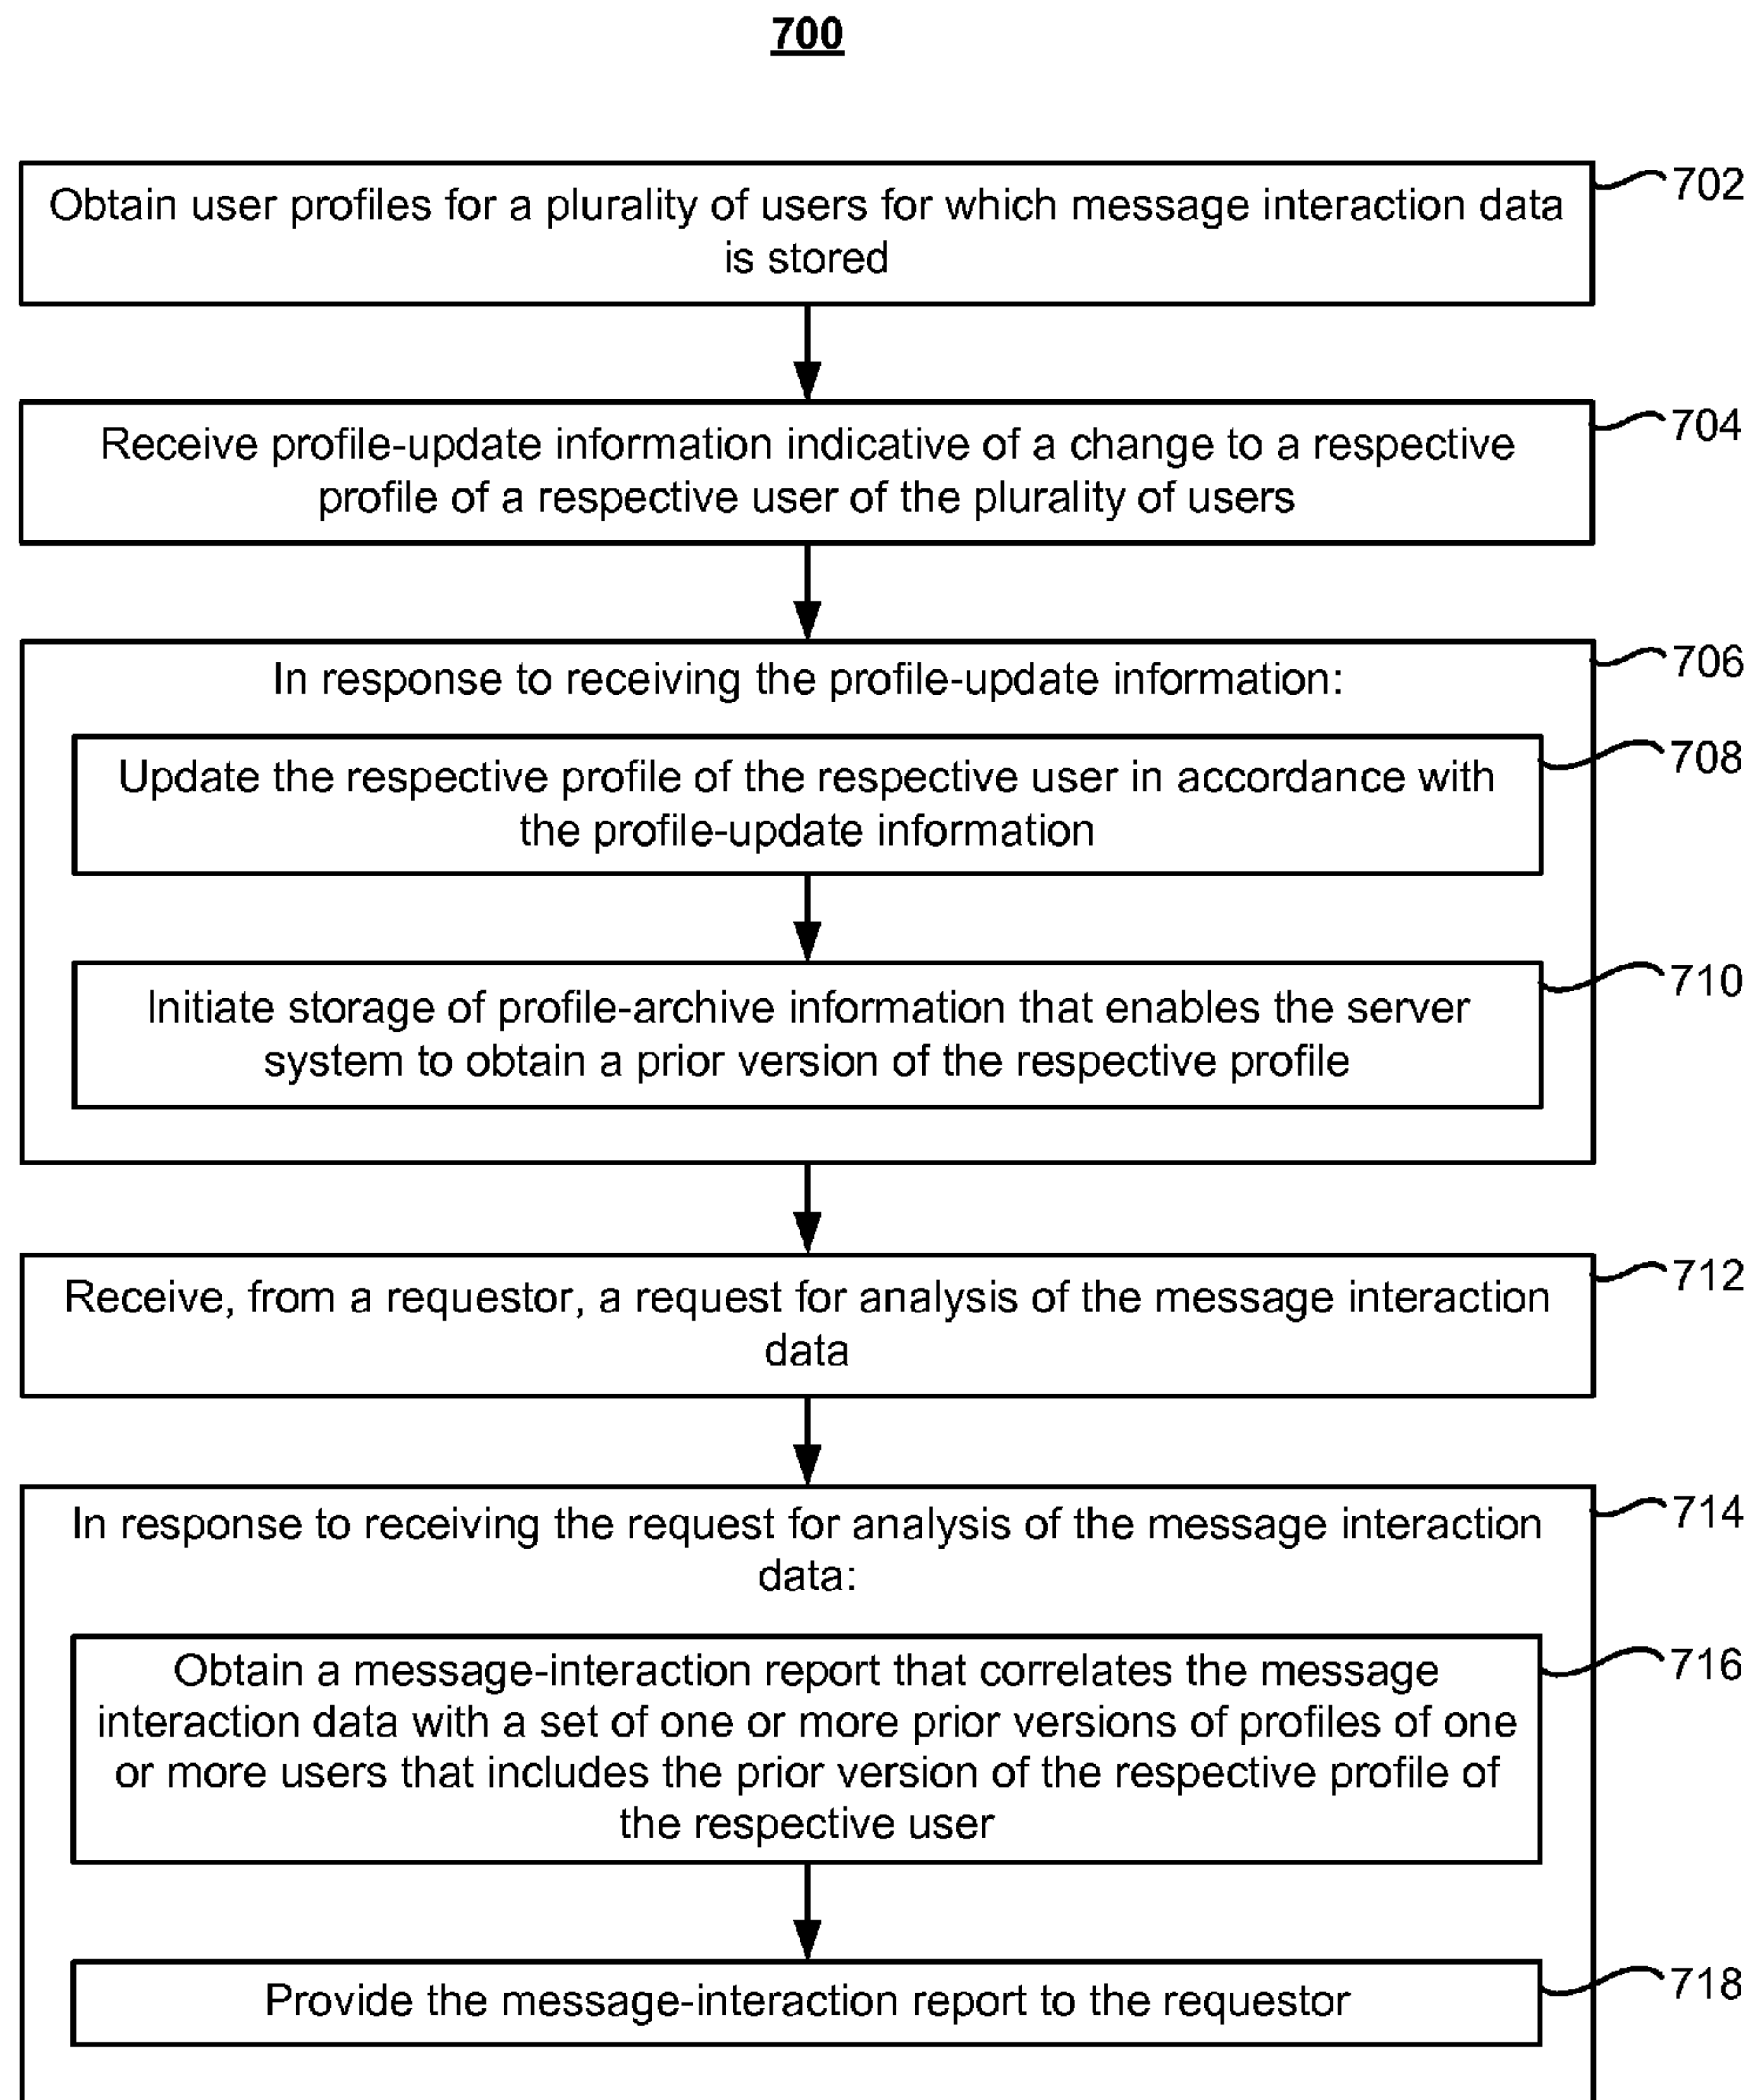 700
Obtain user profiles for a plurality of users for which message interaction data
is stored
702
Receive profile-update information indicative of a change to a respective
profile of a respective user of the plurality of users
704
In response to receiving the profile-update information:
706
Update the respective profile of the respective user in accordance with
the profile-update information
708
Initiate storage of profile-archive information that enables the server
system to obtain a prior version of the respective profile
710
Receive, from a requestor, a request for analysis of the message interaction
data
712
In response to receiving the request for analysis of the message interaction
data:
714
Obtain a message-interaction report that correlates the message
interaction data with a set of one or more prior versions of profiles of one
or more users that includes the prior version of the respective profile of
the respective user
716
Provide the message-interaction report to the requestor
718